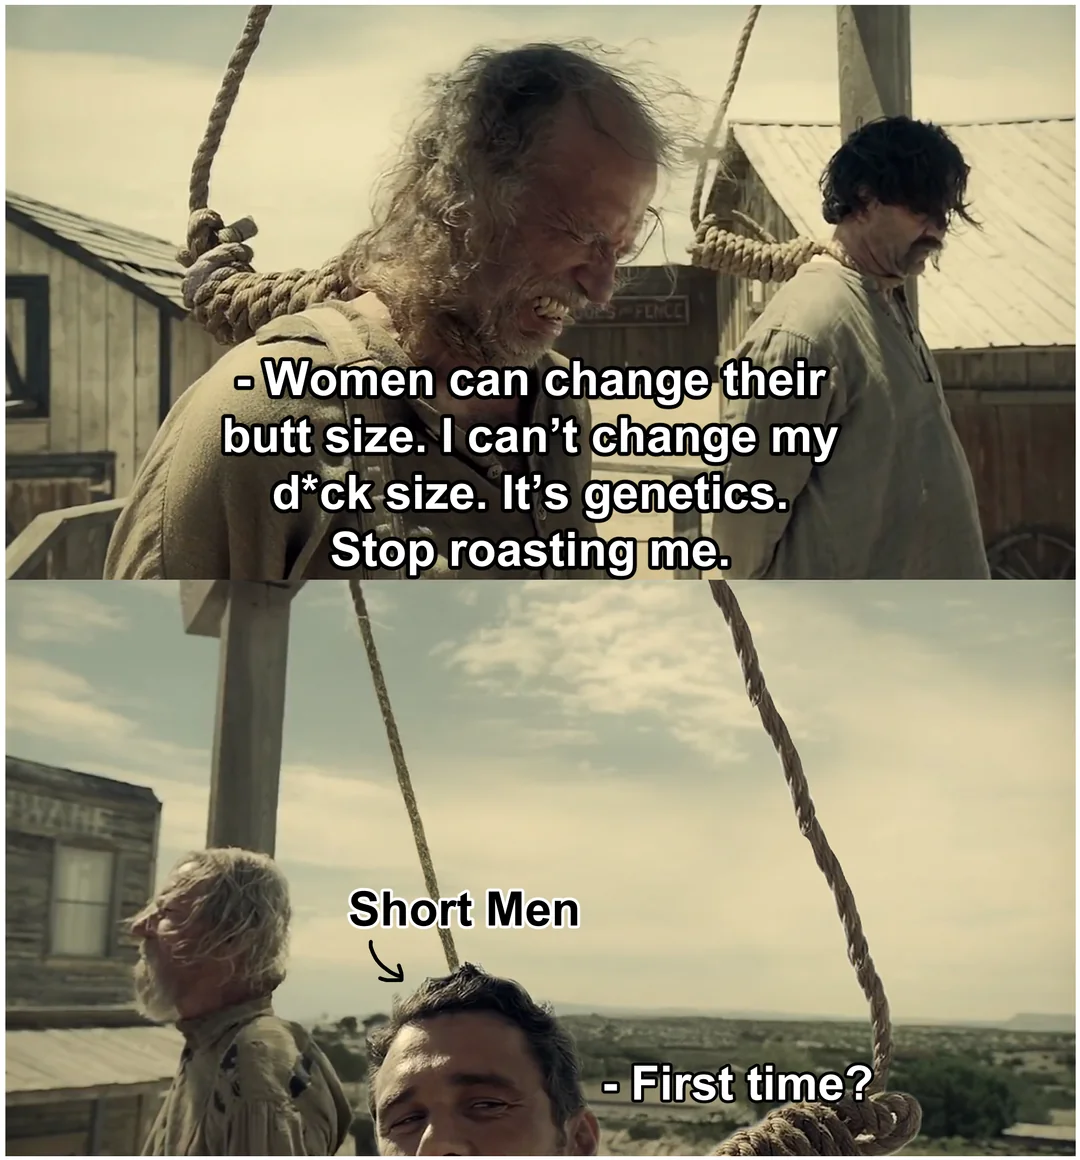 - Women can change their
butt size. I can’t change my
d*ck size. It’s genetics.
Stop roasting me.
Short Men
- First time?